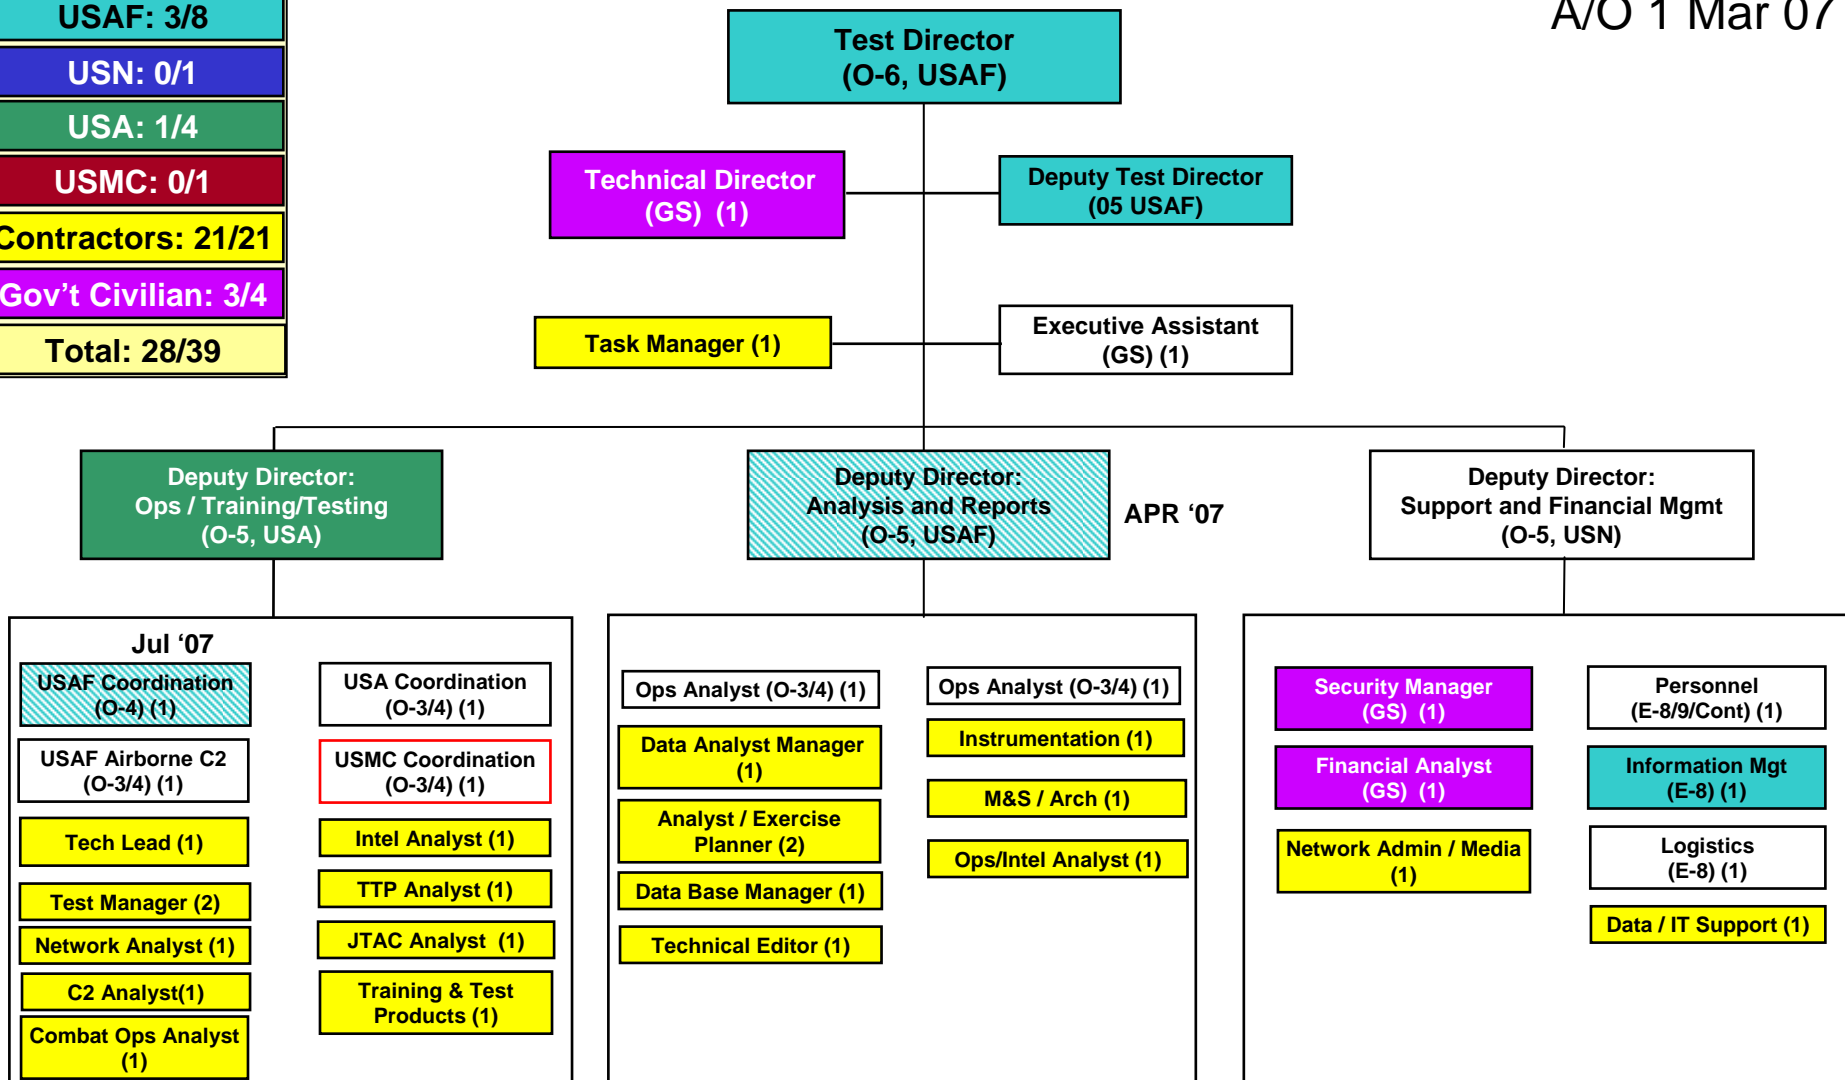 USAF: 3/8
USN: 0/1
USA: 1/4
USMC: 0/1
Contractors: 21/21
Gov't Civilian: 3/4
Total: 28/39
A/O 1 Mar 07
Test Director
(O-6, USAF)
Technical Director
(GS) (1)
Deputy Test Director
(05 USAF)
Task Manager (1)
Executive Assistant
(GS) (1)
Deputy Director:
Ops / Training/Testing
(O-5, USA)
Deputy Director:
Analysis and Reports
(O-5, USAF)
APR ‘07
Deputy Director:
Support and Financial Mgmt
(O-5, USN)
Jul ‘07
USAF Coordination
(O-4) (1)
USAF Airborne C2
(O-3/4) (1)
Tech Lead (1)
Test Manager (2)
Network Analyst (1)
C2 Analyst(1)
Combat Ops Analyst
(1)
USA Coordination
(O-3/4) (1)
USMC Coordination
(O-3/4) (1)
Intel Analyst (1)
TTP Analyst (1)
JTAC Analyst (1)
Training & Test
Products (1)
Ops Analyst (O-3/4) (1)
Data Analyst Manager
(1)
Analyst / Exercise
Planner (2)
Data Base Manager (1)
Technical Editor (1)
Ops Analyst (O-3/4) (1)
Instrumentation (1)
M&S / Arch (1)
Ops/Intel Analyst (1)
Security Manager
(GS) (1)
Financial Analyst
(GS) (1)
Network Admin / Media
(1)
Personnel
(E-8/9/Cont) (1)
Information Mgt
(E-8) (1)
Logistics
(E-8) (1)
Data / IT Support (1)